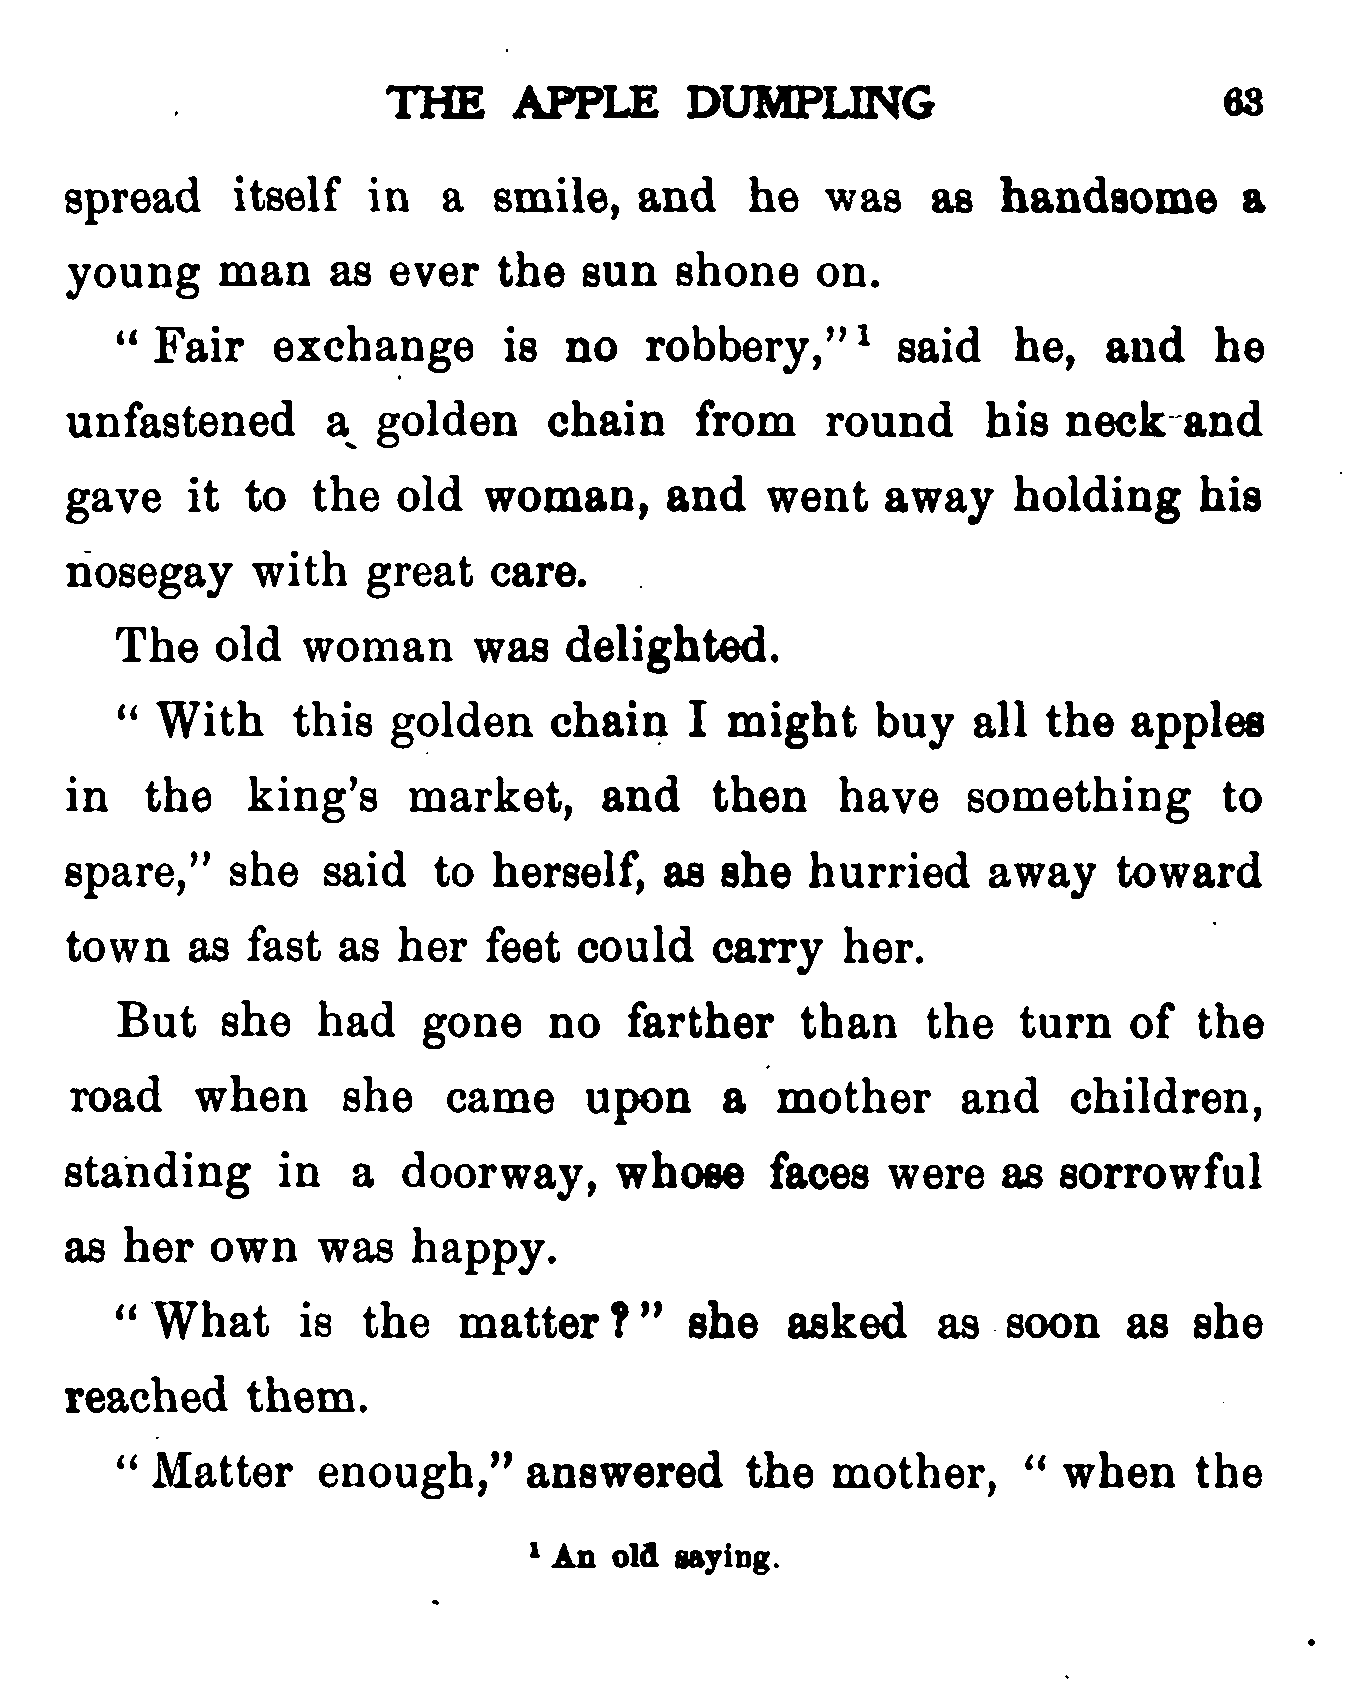 THE APPLE DUMPLING 63
spread itself in a smile, and he was as handsome a
young man as ever the sun shone on.
“ Fair exchange is no robbery,”¹ said he, and he
unfastened a golden chain from round his neck and
gave it to the old woman, and went away holding his
nosegay with great care.
The old woman was delighted.
“ With this golden chain I might buy all the apples
in the king’s market, and then have something to
spare,” she said to herself, as she hurried away toward
town as fast as her feet could carry her.
But she had gone no farther than the turn of the
road when she came upon a mother and children,
standing in a doorway, whose faces were as sorrowful
as her own was happy.
“ What is the matter?” she asked as soon as she
reached them.
“ Matter enough,” answered the mother, “ when the
¹ An old saying.